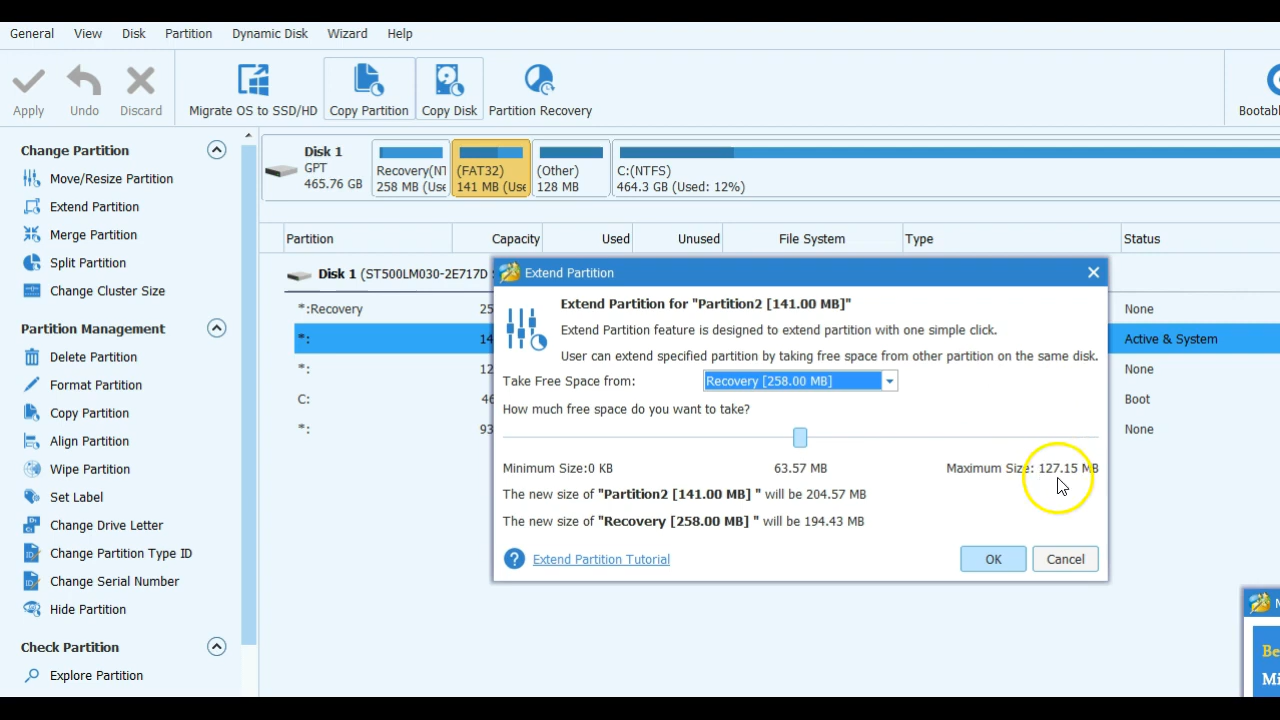 General View Disk Partition Dynamic Disk Wizard Help
Apply Undo Discard Migrate OS to SSD/HD Copy Partition Copy Disk Partition Recovery
Change Partition
Move/Resize Partition
Extend Partition
Merge Partition
Split Partition
Change Cluster Size
Partition Management
Delete Partition
Format Partition
Copy Partition
Align Partition
Wipe Partition
Set Label
Change Drive Letter
Change Partition Type ID
Change Serial Number
Hide Partition
Check Partition
Explore Partition
Disk 1
GPT
465.76 GB
Recovery(NT
258 MB (Use
(FAT32)
141 MB (Use
(Other)
128 MB
C:(NTFS)
464.3 GB (Used: 12%)
Partition Capacity Used Unused File System Type Status
Disk 1 (ST500LM030-2E717D
*:Recovery 25 None
*: 14 Active & System
*: 12 None
C: 46 Boot
*: 93 None
Extend Partition
Extend Partition for "Partition2 [141.00 MB]"
Extend Partition feature is designed to extend partition with one simple click.
User can extend specified partition by taking free space from other partition on the same disk.
Take Free Space from: Recovery [258.00 MB]
How much free space do you want to take?
Minimum Size:0 KB 63.57 MB Maximum Size: 127.15 MB
The new size of "Partition2 [141.00 MB] " will be 204.57 MB
The new size of "Recovery [258.00 MB] " will be 194.43 MB
Extend Partition Tutorial
OK Cancel